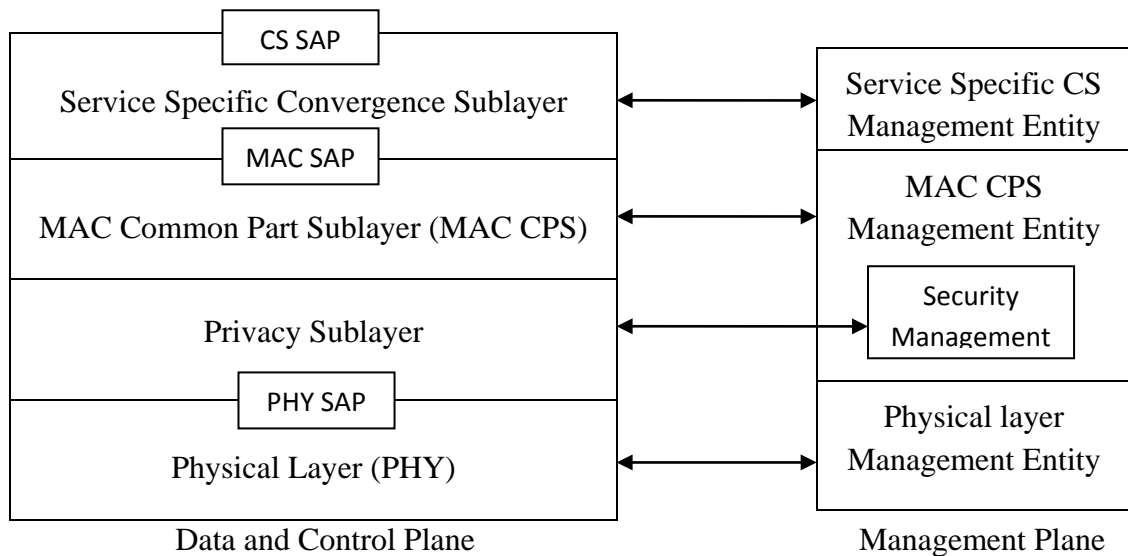 CS SAP
Service Specific Convergence Sublayer
MAC SAP
MAC Common Part Sublayer (MAC CPS)
Privacy Sublayer
PHY SAP
Physical Layer (PHY)
Data and Control Plane
Service Specific CS
Management Entity
MAC CPS
Management Entity
Security
Management
Physical layer
Management Entity
Management Plane